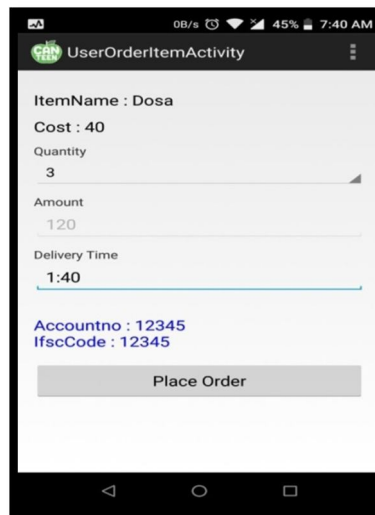 0B/s 45% 7:40 AM
CAN TEEN UserOrderItemActivity
ItemName : Dosa
Cost : 40
Quantity
3
Amount
120
Delivery Time
1:40
Accountno : 12345
IfscCode : 12345
Place Order